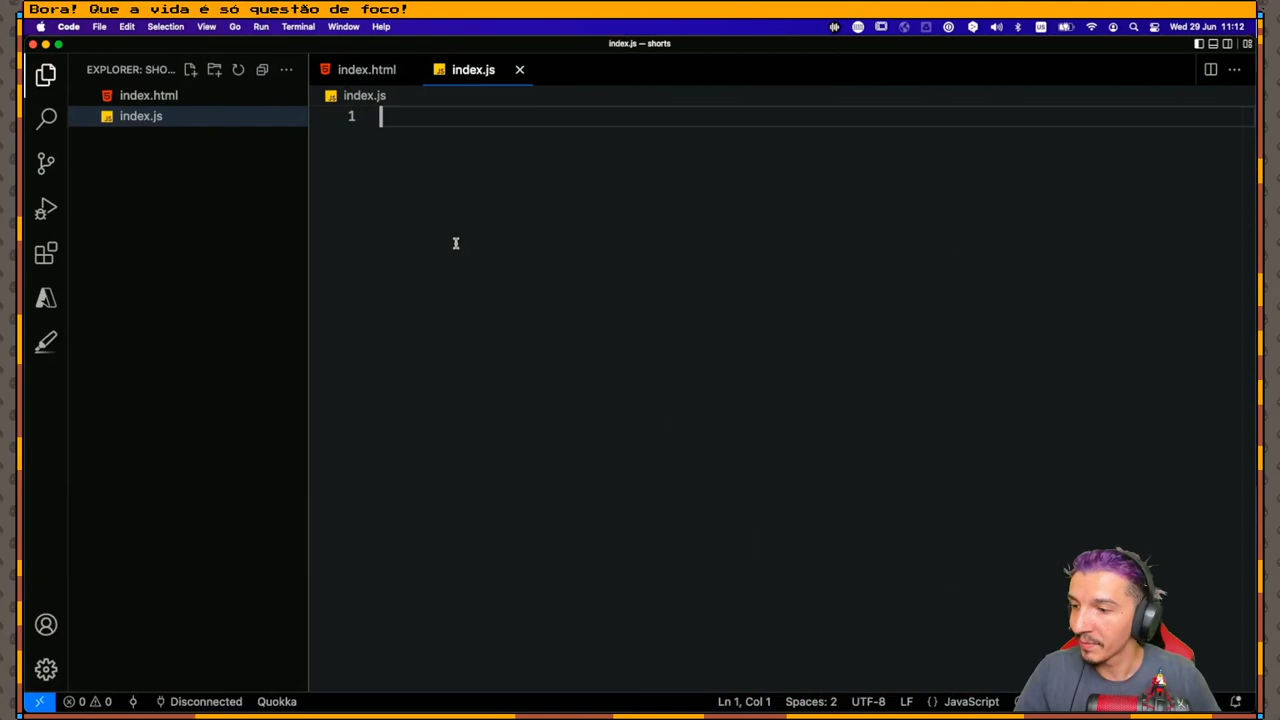 Bora! Que a vida é só questão de foco!
Code File Edit Selection View Go Run Terminal Window Help
US
Wed 29 Jun 11:12
index.js — shorts
EXPLORER: SHO...
index.html
index.js
index.html
index.js
index.js
1
0 0 Disconnected Quokka
Ln 1, Col 1 Spaces: 2 UTF-8 LF {} JavaScript